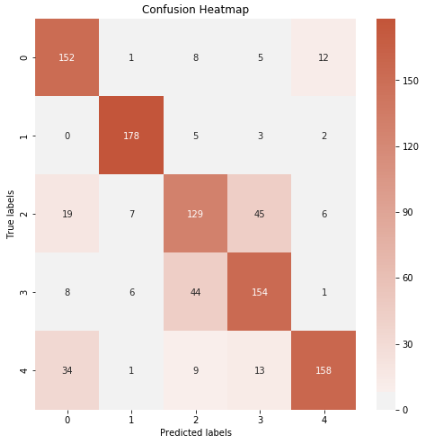 Confusion Heatmap
0 152 1 8 5 12
1 0 178 5 3 2
2 19 7 129 45 6
3 8 6 44 154 1
4 34 1 9 13 158
0 1 2 3 4
Predicted labels
True labels
150
120
90
60
30
0